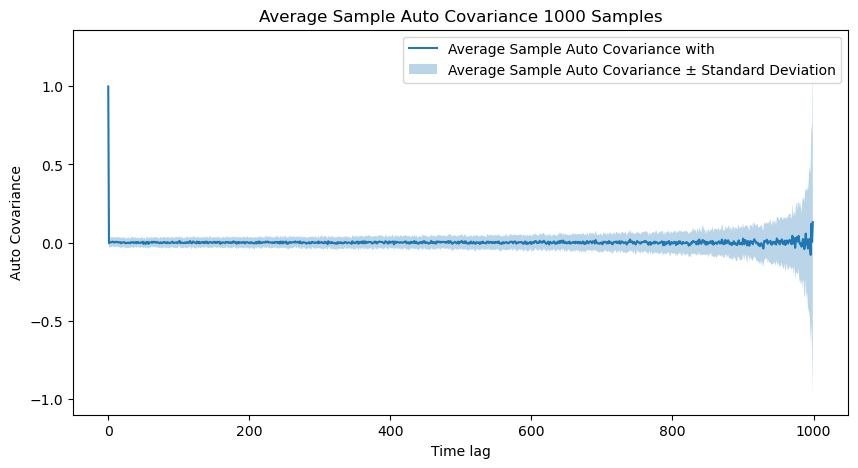 Average Sample Auto Covariance 1000 Samples
Average Sample Auto Covariance with
Average Sample Auto Covariance ± Standard Deviation
Auto Covariance
1.0
0.5
0.0
−0.5
−1.0
0 200 400 600 800 1000
Time lag